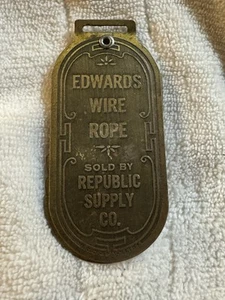 EDWARDS
WIRE
ROPE
SOLD BY
REPUBLIC
SUPPLY
CO.